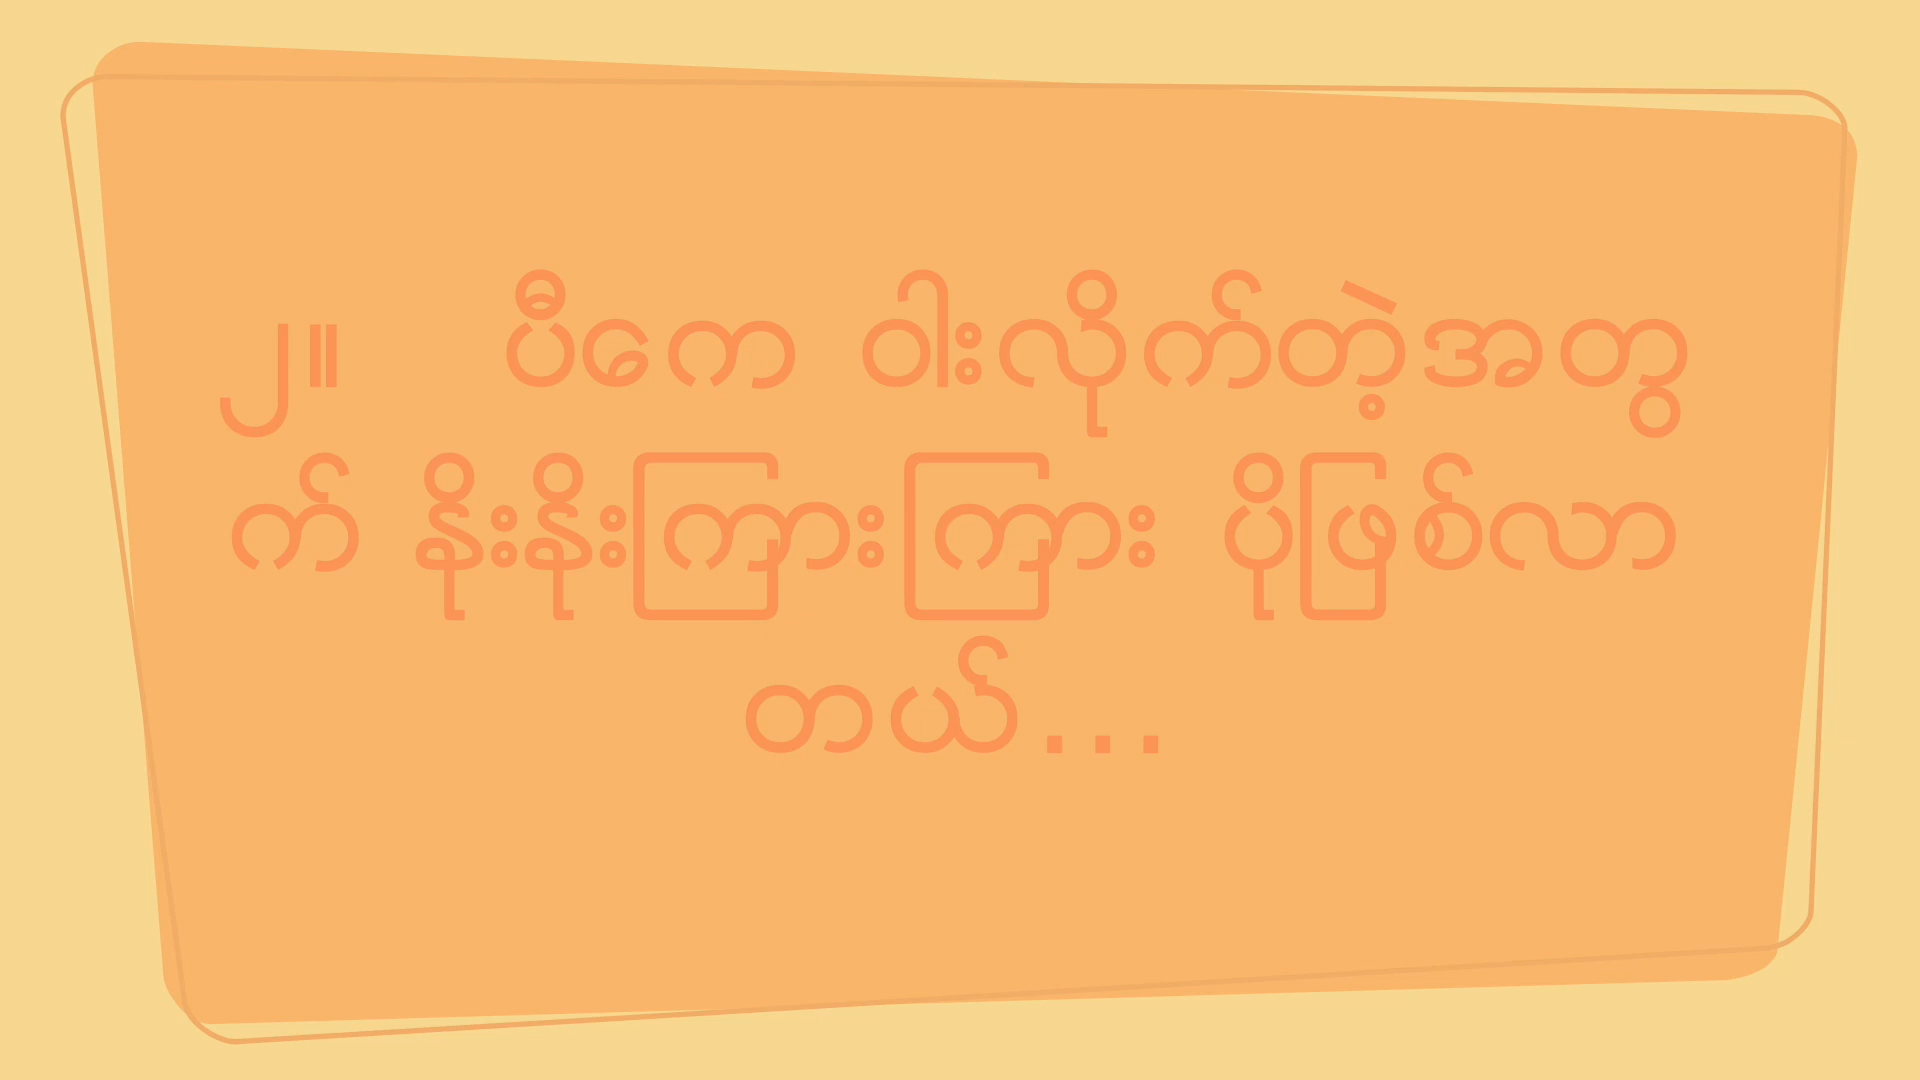 ၂။ ပီကေ ဝါးလိုက်တဲ့အတွ
က် နိုးနိုးကြားကြား ပိုဖြစ်လာ
တယ်...